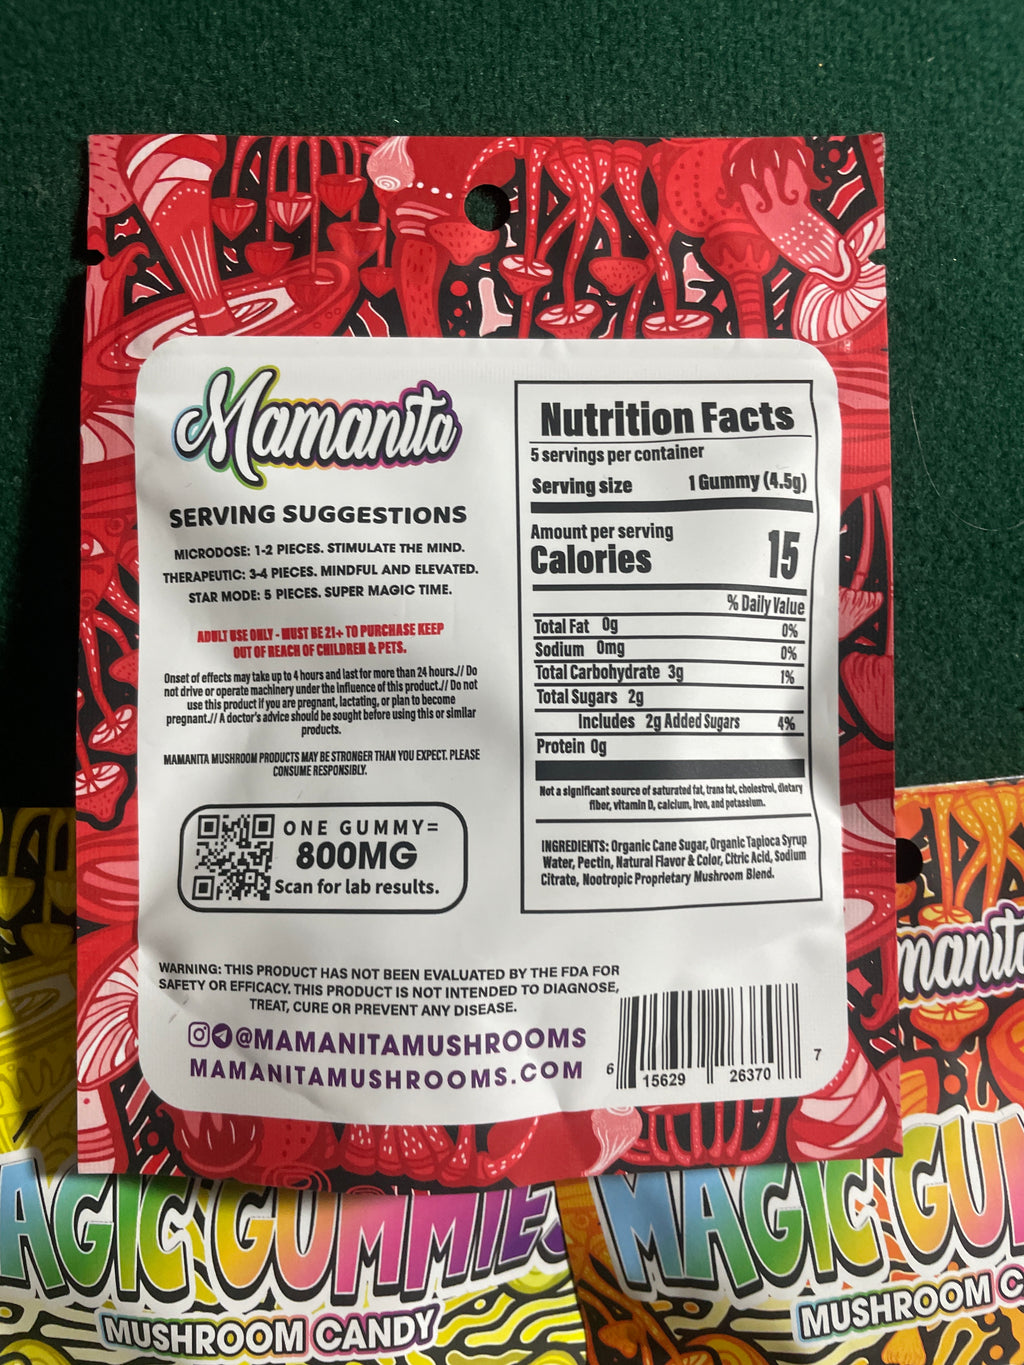 Mamanita
SERVING SUGGESTIONS
MICRODOSE: 1-2 PIECES. STIMULATE THE MIND.
THERAPEUTIC: 3-4 PIECES. MINDFUL AND ELEVATED.
STAR MODE: 5 PIECES. SUPER MAGIC TIME.
ADULT USE ONLY - MUST BE 21+ TO PURCHASE KEEP
OUT OF REACH OF CHILDREN & PETS.
Onset of effects may take up to 4 hours and last for more than 24 hours.// Do
not drive or operate machinery under the influence of this product.// Do not
use this product if you are pregnant, lactating, or plan to become
pregnant.// A doctor's advice should be sought before using this or similar
products.
MAMANITA MUSHROOM PRODUCTS MAY BE STRONGER THAN YOU EXPECT. PLEASE
CONSUME RESPONSIBLY.
ONE GUMMY=
800MG
Scan for lab results.
Nutrition Facts
5 servings per container
Serving size 1 Gummy (4.5g)
Amount per serving
Calories 15
% Daily Value
Total Fat 0g 0%
Sodium 0mg 0%
Total Carbohydrate 3g 1%
Total Sugars 2g
Includes 2g Added Sugars 4%
Protein 0g
Not a significant source of saturated fat, trans fat, cholestrol, dietary
fiber, vitamin D, calcium, iron, and potassium.
INGREDIENTS: Organic Cane Sugar, Organic Tapioca Syrup
Water, Pectin, Natural Flavor & Color, Citric Acid, Sodium
Citrate, Nootropic Proprietary Mushroom Blend.
WARNING: THIS PRODUCT HAS NOT BEEN EVALUATED BY THE FDA FOR
SAFETY OR EFFICACY. THIS PRODUCT IS NOT INTENDED TO DIAGNOSE,
TREAT, CURE OR PREVENT ANY DISEASE.
@MAMANITAMUSHROOMS
MAMANITAMUSHROOMS.COM
6 15629 26370 7
manita
AGIC GUMMIES
MUSHROOM CANDY
MAGIC GUM
MUSHROOM C